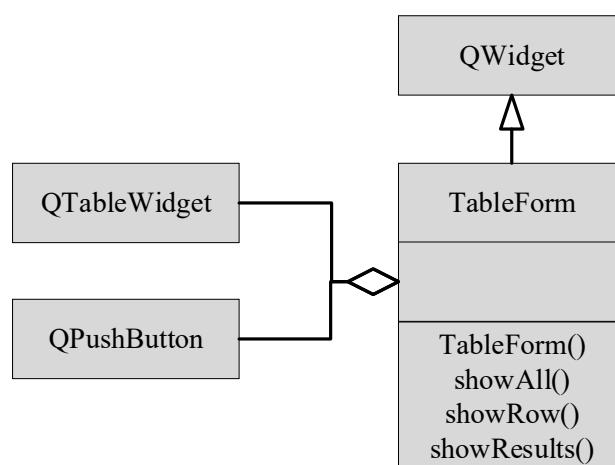 QWidget
QTableWidget
TableForm
QPushButton
TableForm()
showAll()
showRow()
showResults()